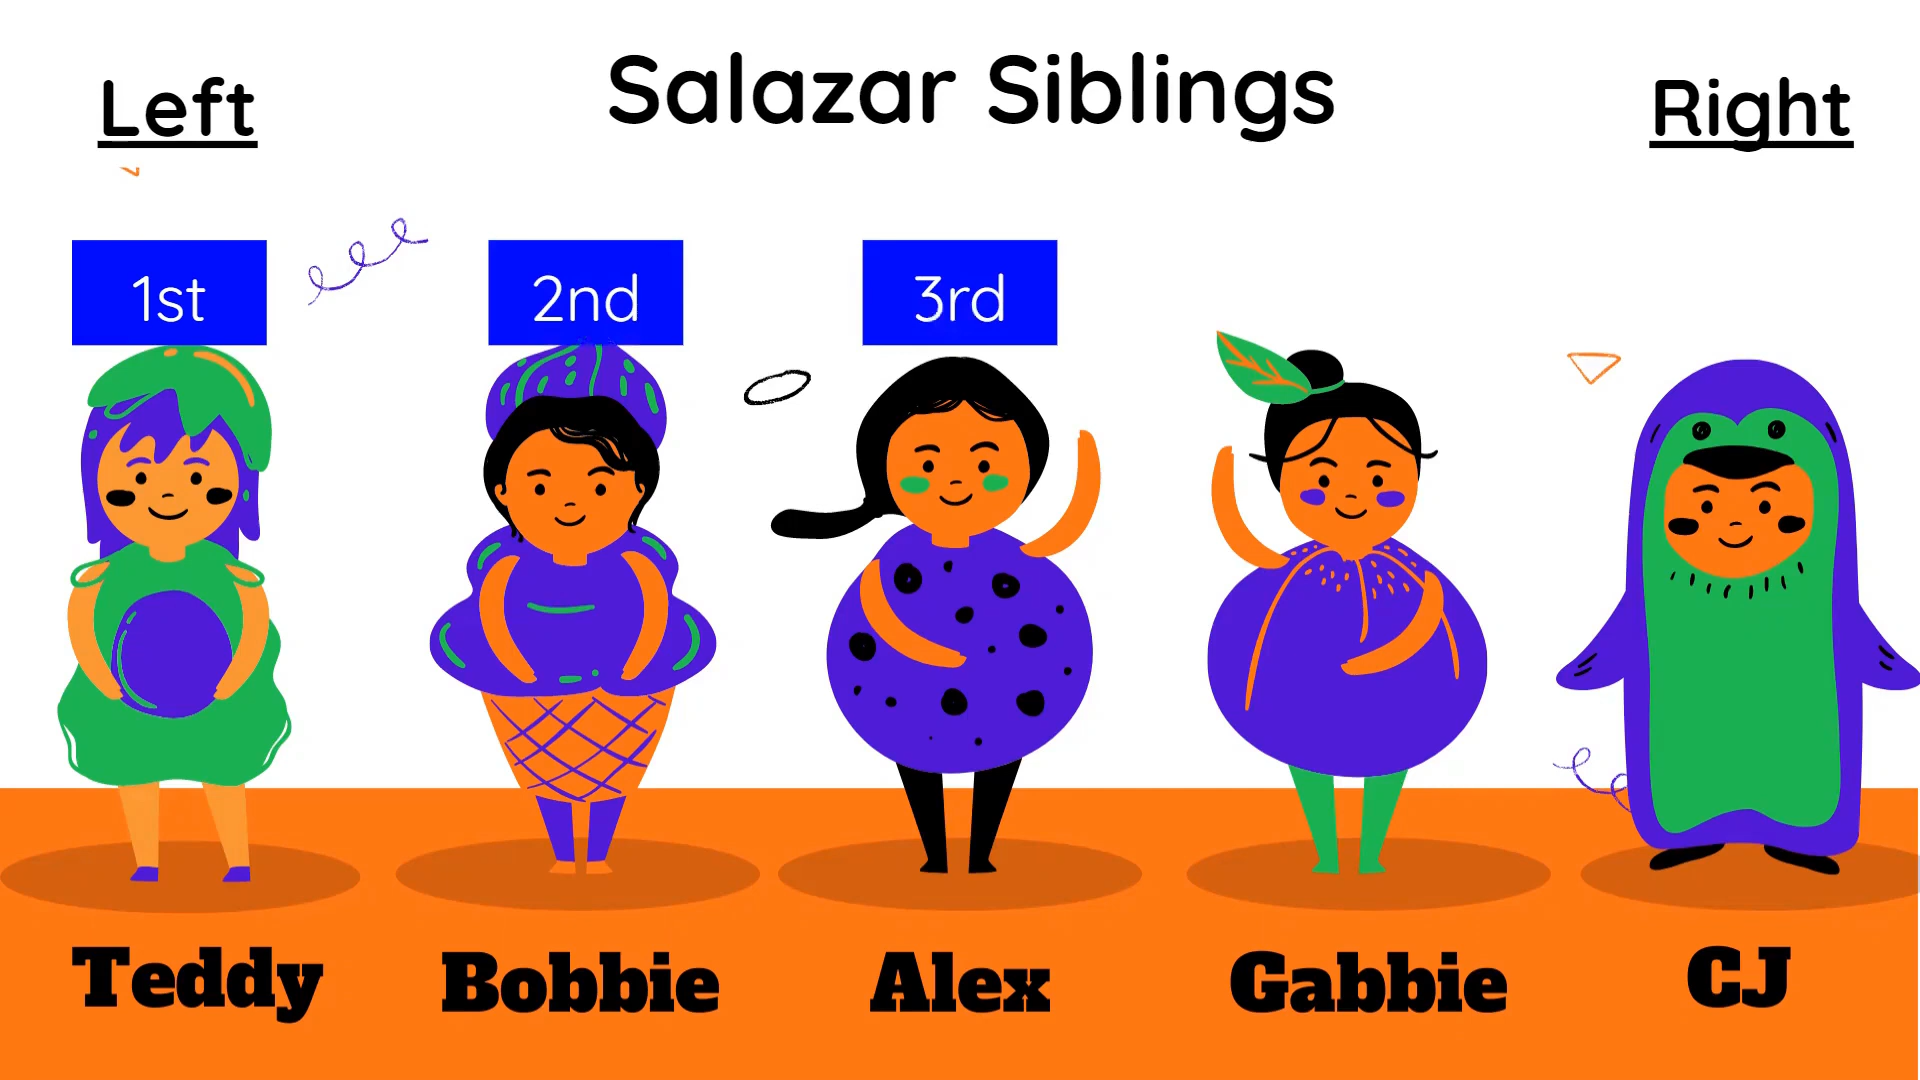 Salazar Siblings
Left
Right
1st
2nd
3rd
Teddy
Bobbie
Alex
Gabbie
CJ